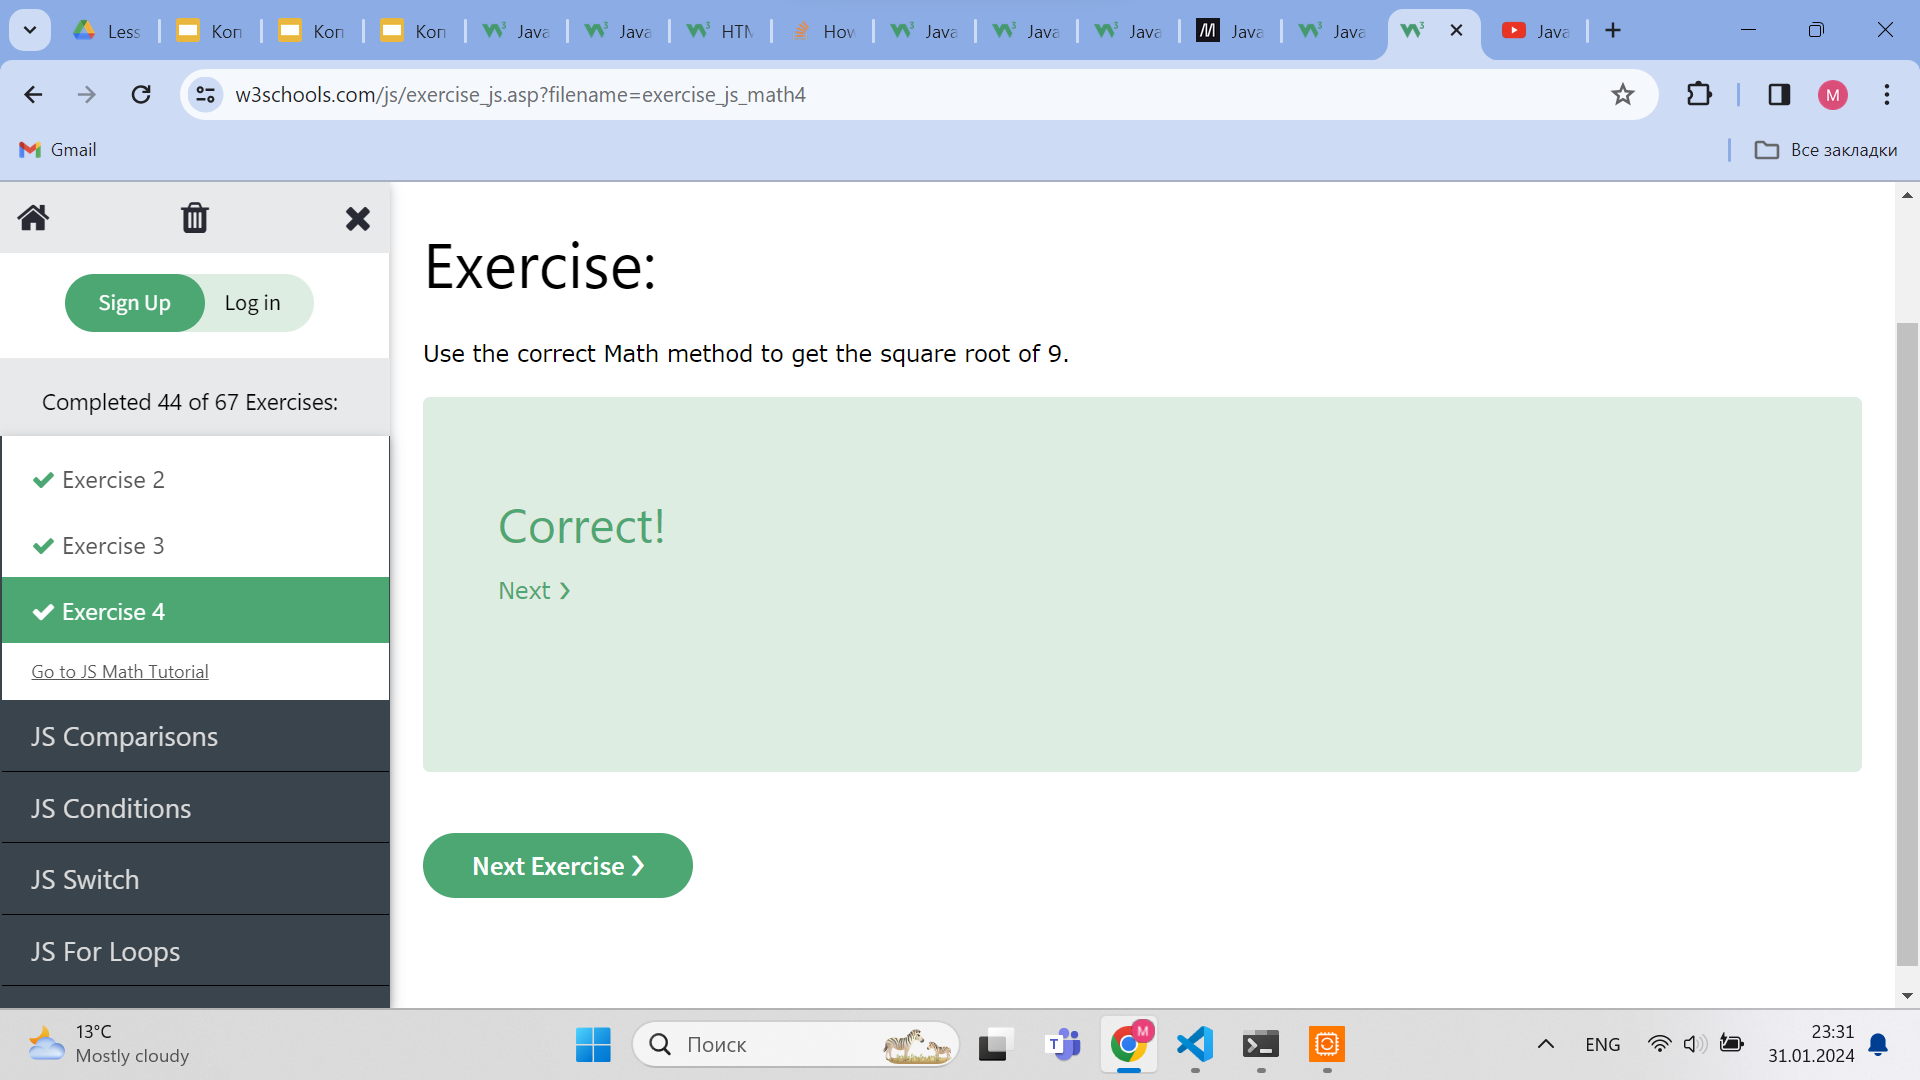 Less
Kon
Kon
Kon
Java
Java
HTM
How
Java
Java
Java
Java
Java
Java
w3schools.com/js/exercise_js.asp?filename=exercise_js_math4
M
Gmail
Все закладки
Sign Up
Log in
Completed 44 of 67 Exercises:
Exercise 2
Exercise 3
Exercise 4
Go to JS Math Tutorial
JS Comparisons
JS Conditions
JS Switch
JS For Loops
Exercise:
Use the correct Math method to get the square root of 9.
Correct!
Next ❯
Next Exercise ❯
13°C
Mostly cloudy
Поиск
ENG
23:31
31.01.2024